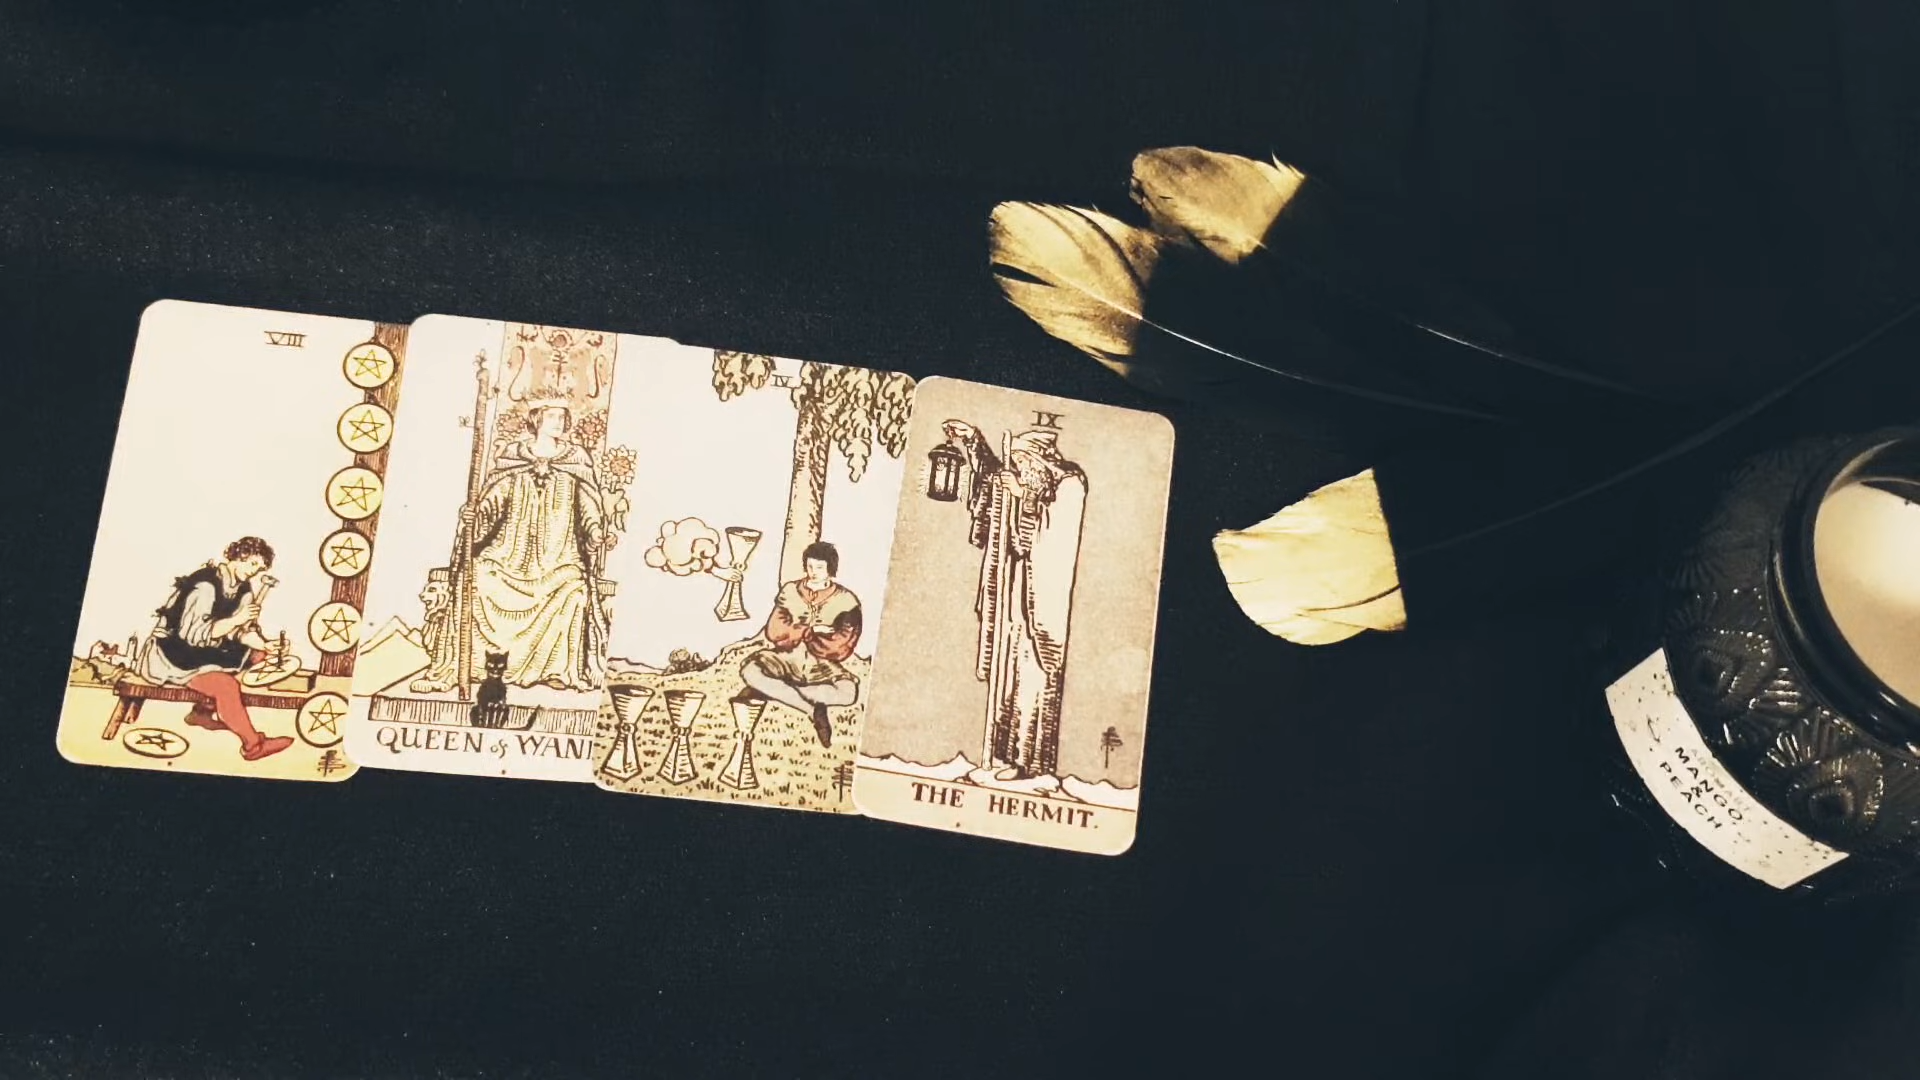 VIII
QUEEN of WAN
IV
IX
THE HERMIT.
MANGO
&
PEACH